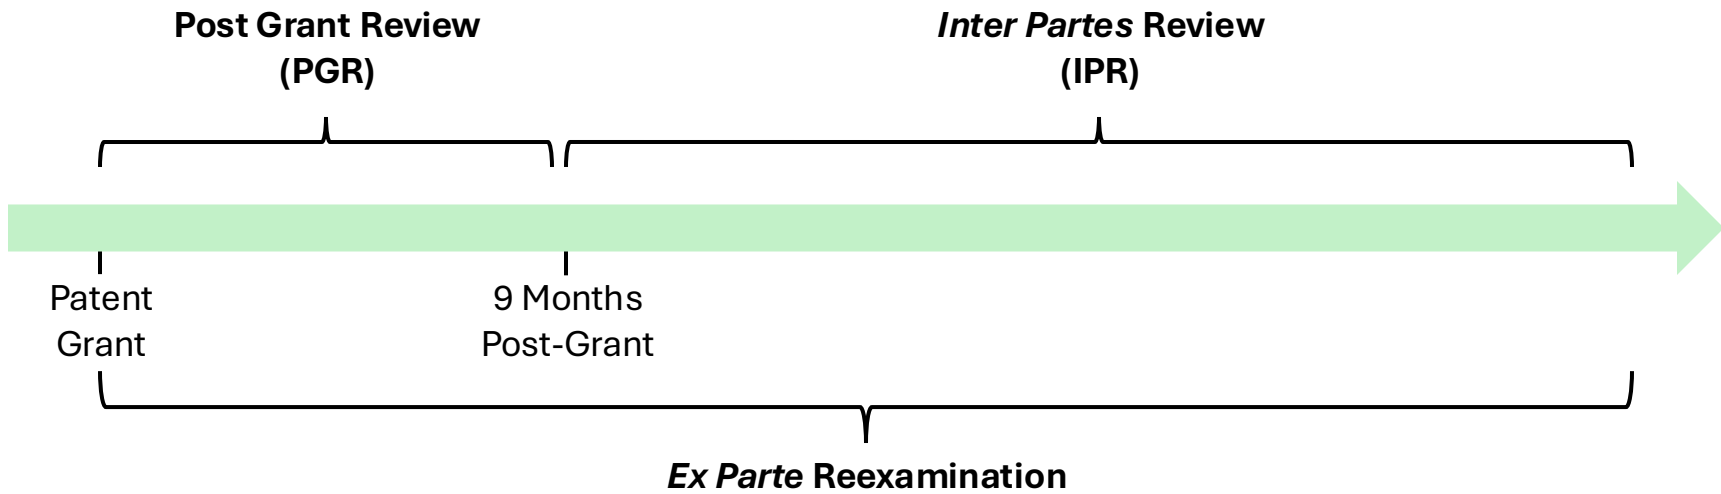 Post Grant Review
(PGR)
Inter Partes Review
(IPR)
Patent
Grant
9 Months
Post-Grant
Ex Parte Reexamination